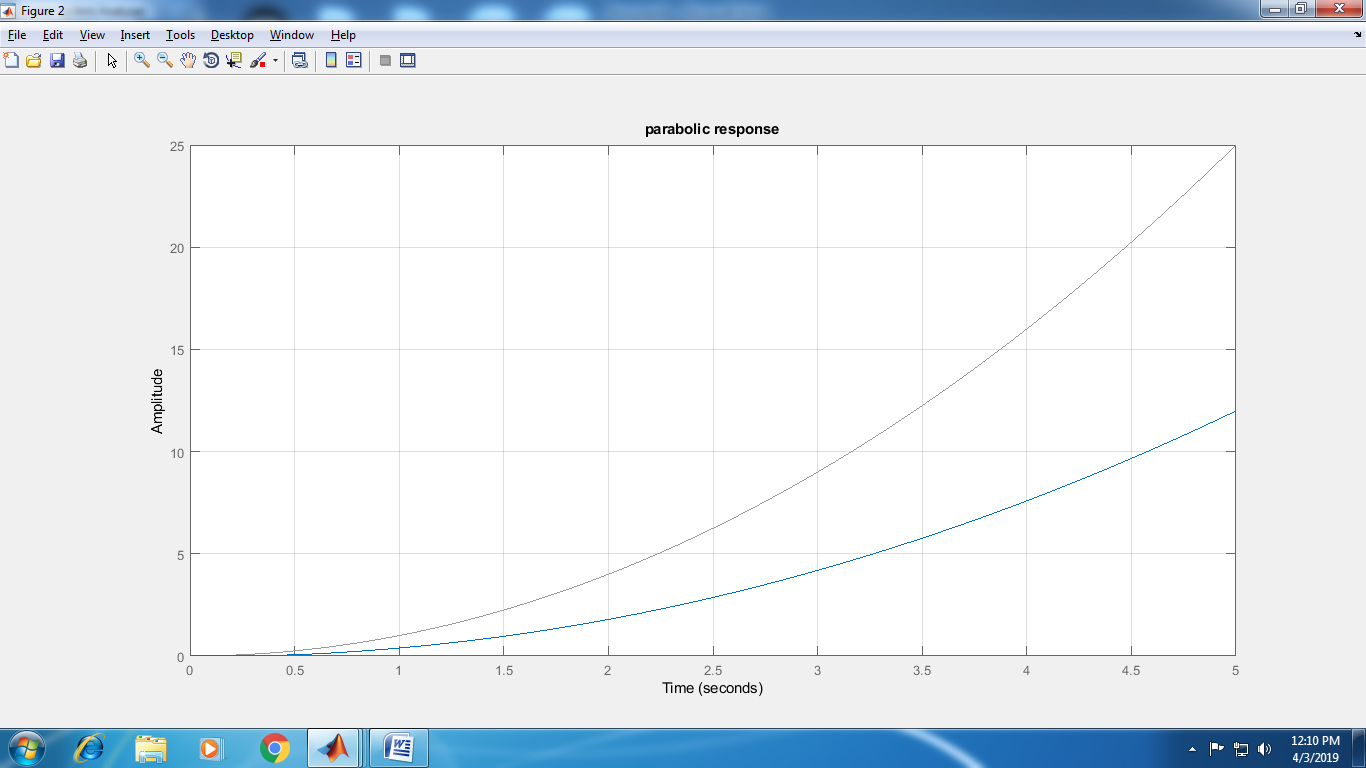 Figure 2
File Edit View Insert Tools Desktop Window Help
parabolic response
25
20
15
10
5
0
Amplitude
0 0.5 1 1.5 2 2.5 3 3.5 4 4.5 5
Time (seconds)
12:10 PM
4/3/2019